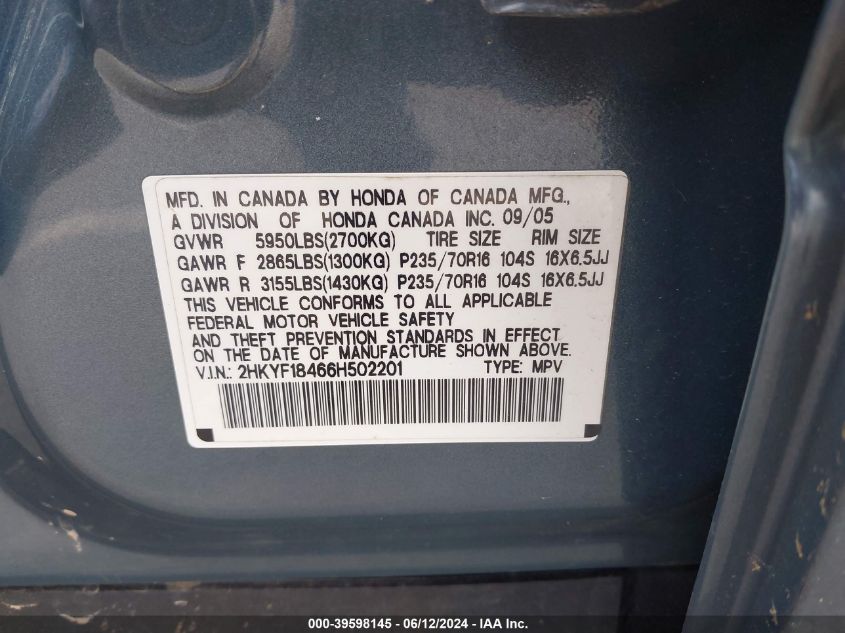 MFD. IN CANADA BY HONDA OF CANADA MFG.,
A DIVISION OF HONDA CANADA INC. 09/05
GVWR 5950LBS(2700KG) TIRE SIZE RIM SIZE
GAWR F 2865LBS(1300KG) P235/70R16 104S 16X6.5JJ
GAWR R 3155LBS(1430KG) P235/70R16 104S 16X6.5JJ
THIS VEHICLE CONFORMS TO ALL APPLICABLE
FEDERAL MOTOR VEHICLE SAFETY
AND THEFT PREVENTION STANDARDS IN EFFECT
ON THE DATE OF MANUFACTURE SHOWN ABOVE.
V.I.N.: 2HKYF18466H502201 TYPE: MPV
000-39598145 - 06/12/2024 - IAA Inc.